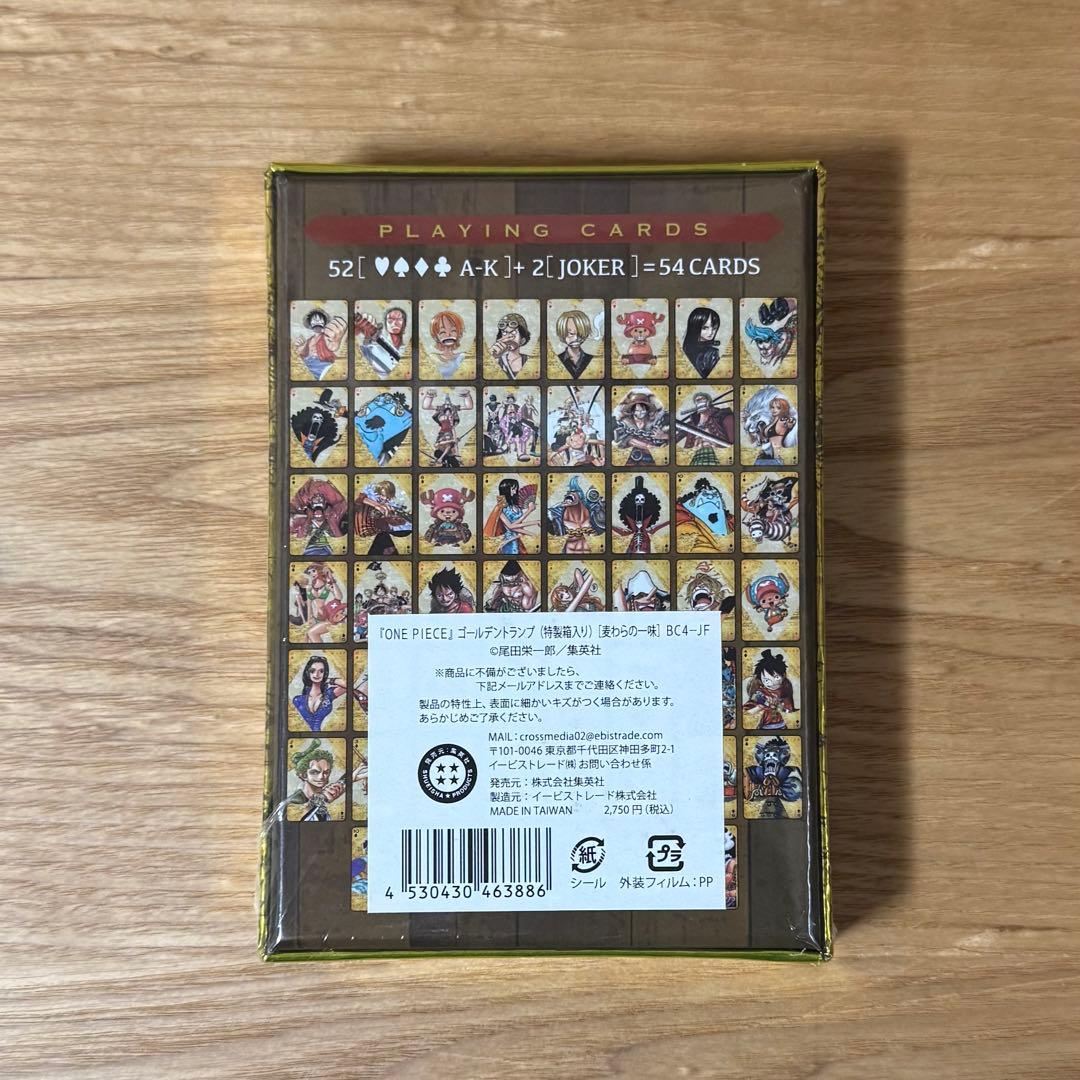 PLAYING CARDS
52 [ ♥♠♦♣ A-K ]+ 2[ JOKER ]=54 CARDS
『ONE PIECE』ゴールデントランプ（特製箱入り）[麦わらの一味] BC4-JF
©尾田栄一郎／集英社
※商品に不備がございましたら、
下記メールアドレスまでご連絡ください。
製品の特性上、表面に細かいキズがつく場合があります。
あらかじめご了承ください。
MAIL：crossmedia02@ebistrade.com
〒101-0046 東京都千代田区神田多町2-1
イービストレード㈱ お問い合わせ係
発売元：集英社
SHUEISHA★PRODUCTS
発売元：株式会社集英社
製造元：イービストレード株式会社
MADE IN TAIWAN 2,750円（税込）
4 530430 463886
紙
シール
プラ
外装フィルム：PP